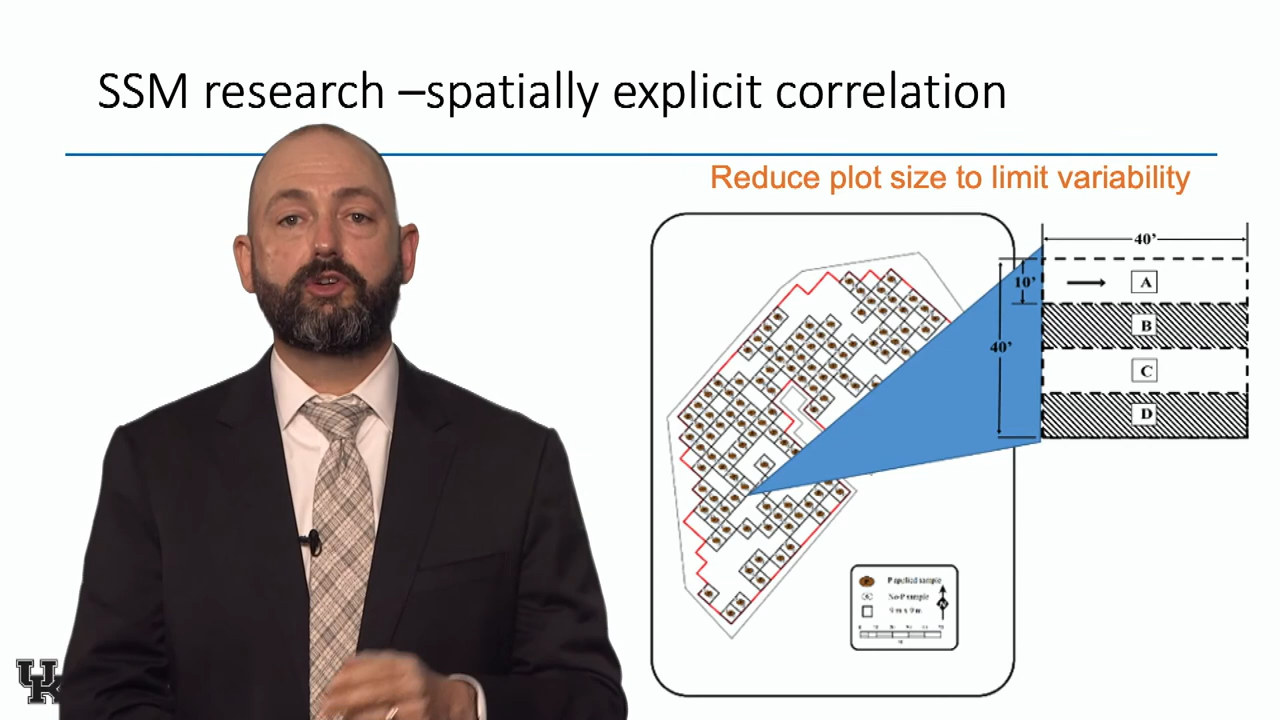 SSM research –spatially explicit correlation
Reduce plot size to limit variability
40'
10'
A
B
40'
C
D
P applied sample
No-P sample
9 m x 9 m
N
UK